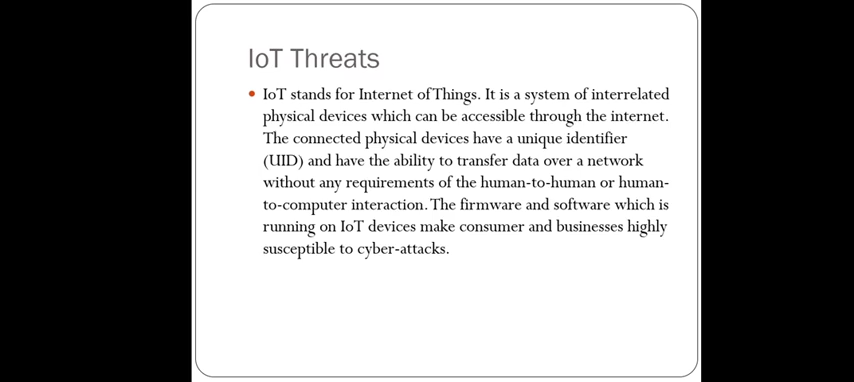 IoT Threats
IoT stands for Internet of Things. It is a system of interrelated
physical devices which can be accessible through the internet.
The connected physical devices have a unique identifier
(UID) and have the ability to transfer data over a network
without any requirements of the human-to-human or human-
to-computer interaction. The firmware and software which is
running on IoT devices make consumer and businesses highly
susceptible to cyber-attacks.